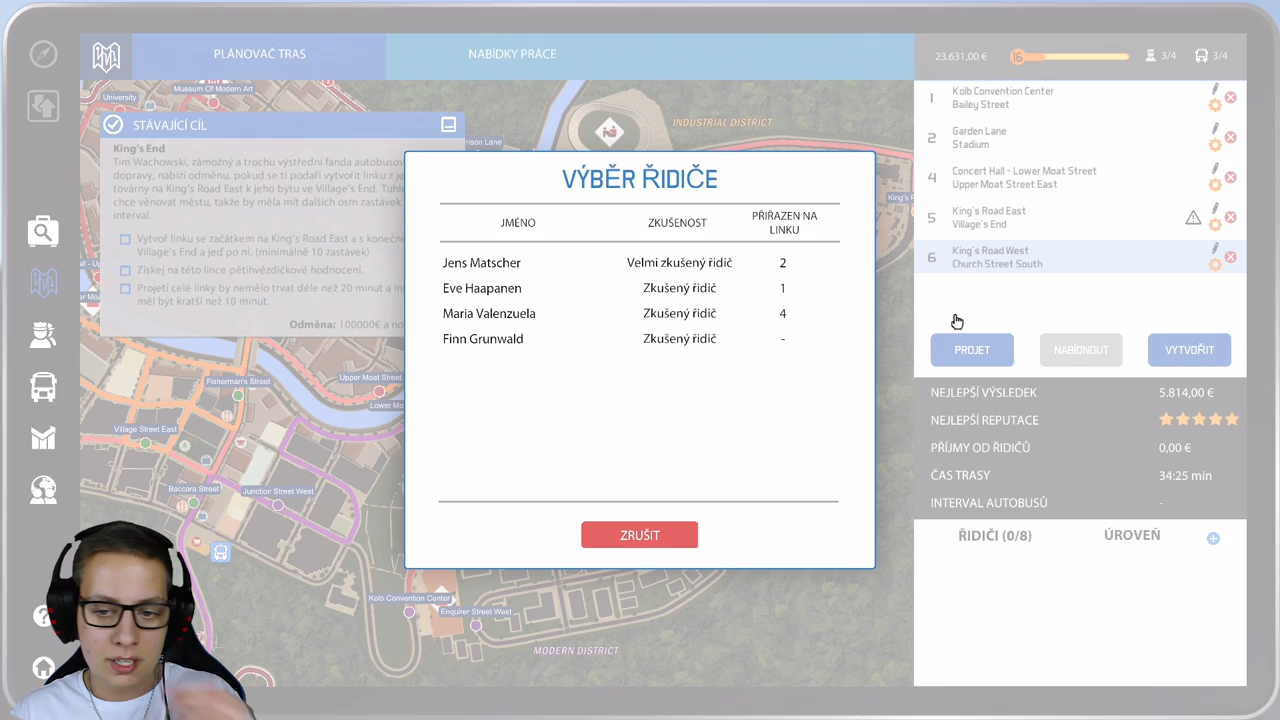 PLÁNOVAČ TRAS
NABÍDKY PRÁCE
23.631,00 €
16
3/4
3/4
University
Museum Of Modern Art
STÁVAJÍCÍ CÍL
King's End
Tim Wachowski, zámožný a trochu výstřední fanda autobusov
dopravy, nabízí odměnu, pokud se ti podaří vytvořit linku z je
továrny na King's Road East k jeho bytu ve Village's End. Tuhle
chce věnovat městu, takže by měla mít dalších osm zastávek
interval.
Vytvoř linku se začátkem na King's Road East a s konečno
Village's End a jeď po ní. (minimálně 10 zastávek)
Získej na této lince pětihvězdičkové hodnocení.
Projetí celé linky by nemělo trvat déle než 20 minut a in
měl být kratší než 10 minut.
Odměna: 100000€ a no
INDUSTRIAL DISTRICT
VÝBĚR ŘIDIČE
JMÉNO
ZKUŠENOST
PŘIŘAZEN NA
LINKU
Jens Matscher
Velmi zkušený řidič
2
Eve Haapanen
Zkušený řidič
1
Maria Valenzuela
Zkušený řidič
4
Finn Grunwald
Zkušený řidič
-
ZRUŠIT
1
Kolb Convention Center
Bailey Street
2
Garden Lane
Stadium
4
Concert Hall - Lower Moat Street
Upper Moat Street East
5
King's Road East
Village's End
6
King's Road West
Church Street South
PROJET
NABÍDNOUT
VYTVOŘIT
NEJLEPŠÍ VÝSLEDEK
5.814,00 €
NEJLEPŠÍ REPUTACE
PŘÍJMY OD ŘIDIČŮ
0,00 €
ČAS TRASY
34:25 min
INTERVAL AUTOBUSŮ
-
ŘIDIČI (0/8)
ÚROVEŇ
Fisherman's Street
Upper Moat Street
Lower Mo
Village Street East
Baccara Street
Junction Street West
Kolb Convention Center
Enquirer Street West
MODERN DISTRICT